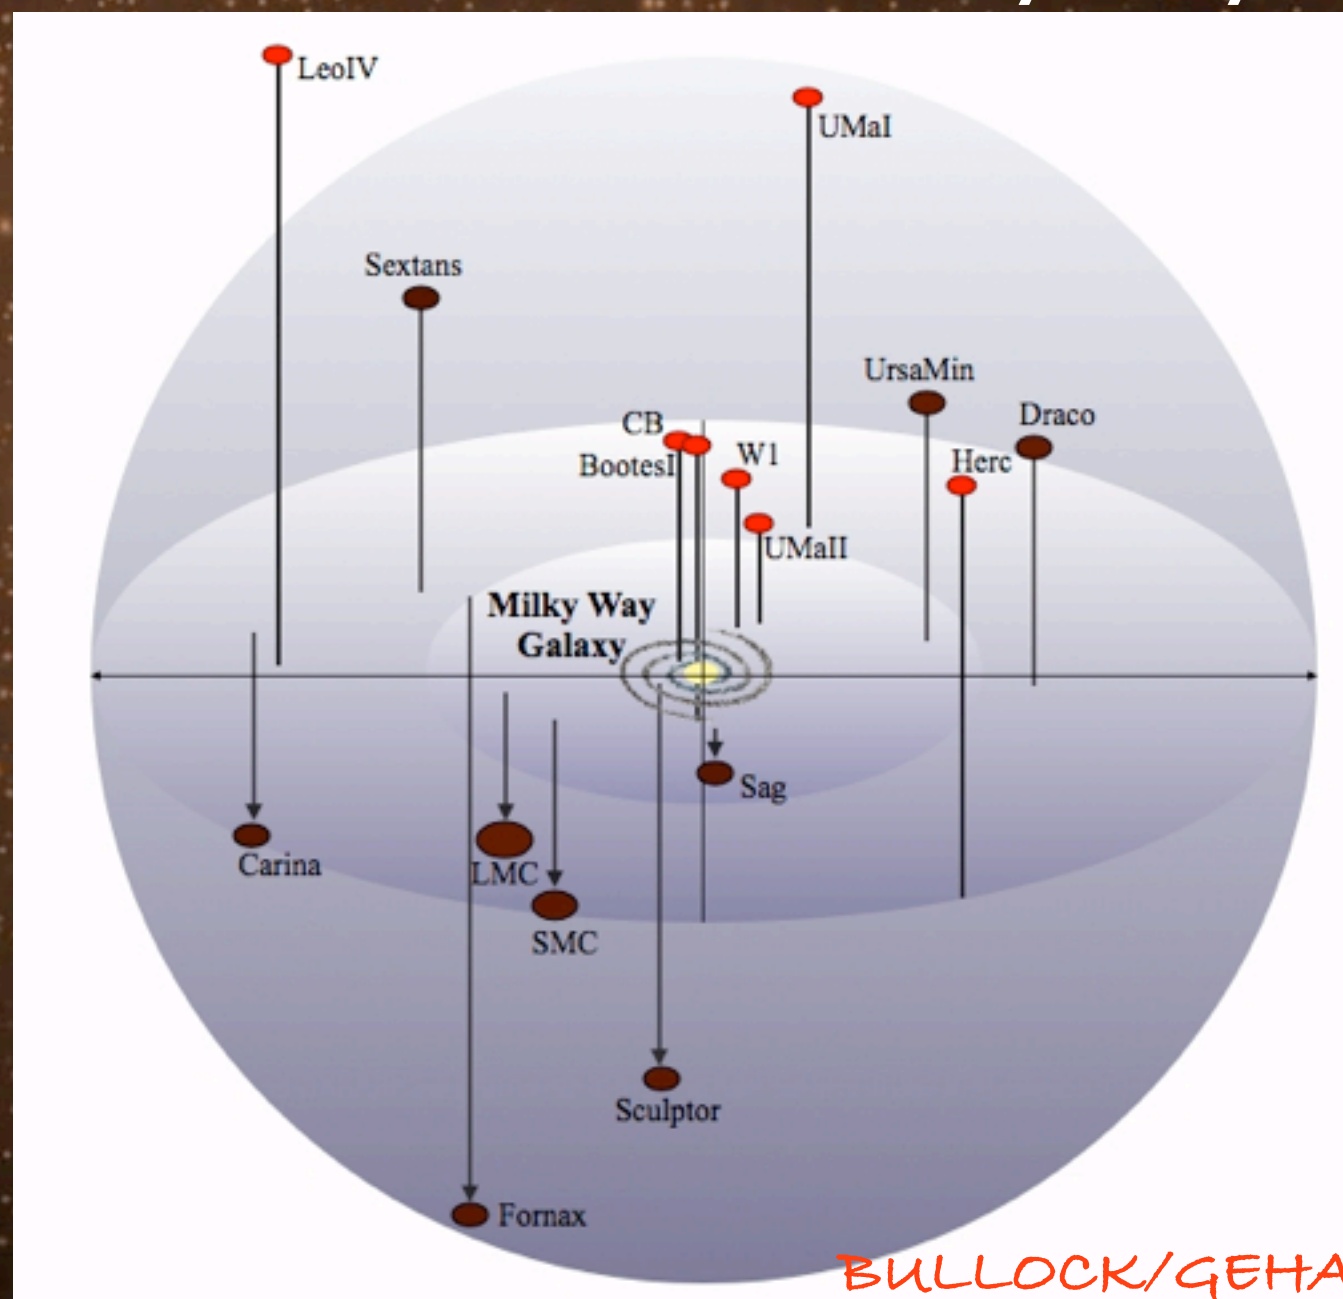 LeoIV
UMaI
Sextans
UrsaMin
Draco
CB
BootesI
W1
Herc
UMaII
Milky Way
Galaxy
Sag
Carina
LMC
SMC
Sculptor
Fornax
BULLOCK/GEHA